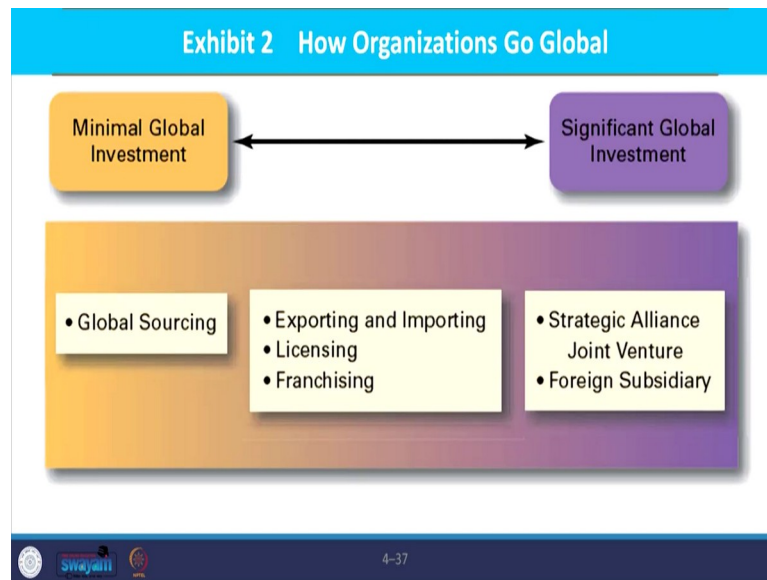 Exhibit 2 How Organizations Go Global
Minimal Global
Investment
Significant Global
Investment
• Global Sourcing
• Exporting and Importing
• Licensing
• Franchising
• Strategic Alliance
Joint Venture
• Foreign Subsidiary
swayam
4–37